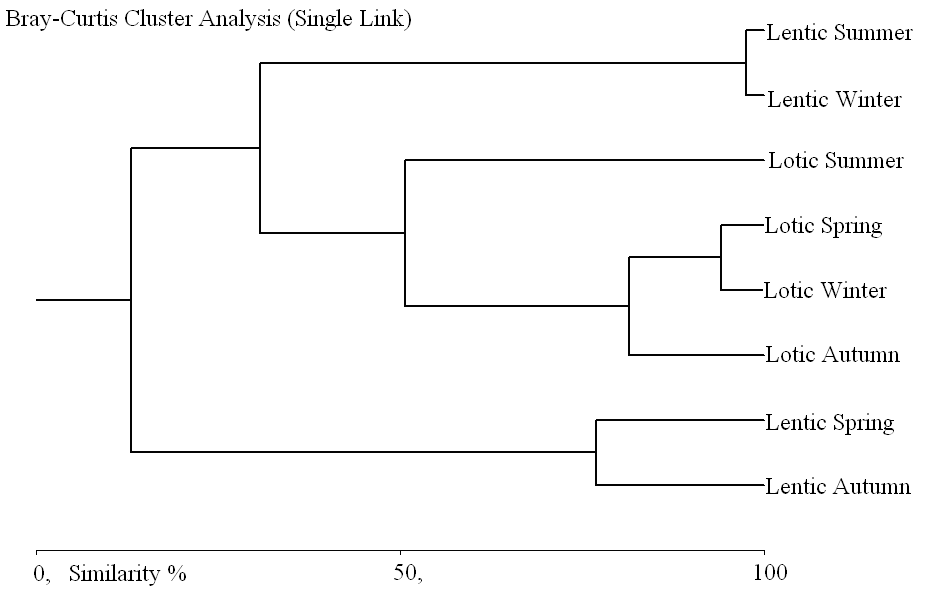 Bray-Curtis Cluster Analysis (Single Link)
Lentic Summer
Lentic Winter
Lotic Summer
Lotic Spring
Lotic Winter
Lotic Autumn
Lentic Spring
Lentic Autumn
0, Similarity % 50, 100